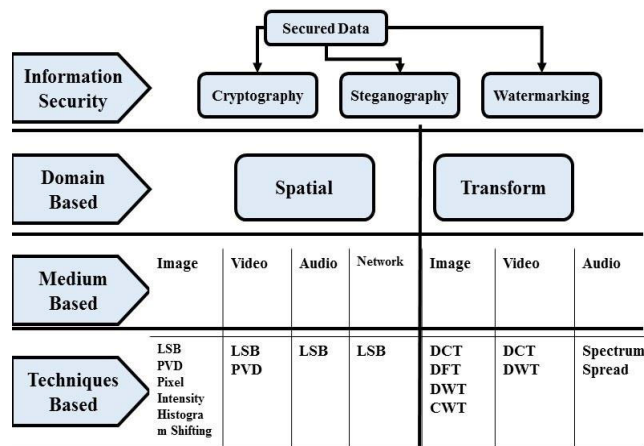 Secured Data
Information
Security
Cryptography
Steganography
Watermarking
Domain
Based
Spatial
Transform
Medium
Based
Image
Video
Audio
Network
Image
Video
Audio
Techniques
Based
LSB
PVD
Pixel
Intensity
Histogra
m Shifting
LSB
PVD
LSB
LSB
DCT
DFT
DWT
CWT
DCT
DWT
Spectrum
Spread